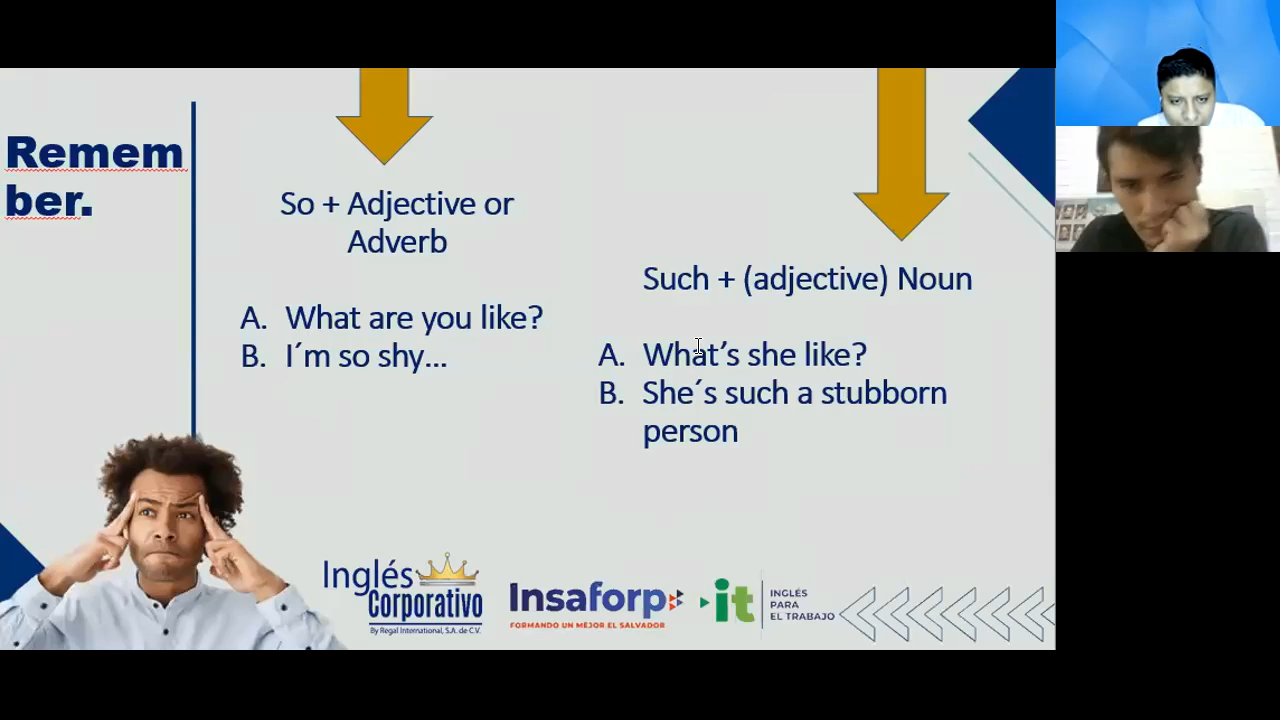 Remem
ber.
So + Adjective or
Adverb
A. What are you like?
B. I´m so shy...
Such + (adjective) Noun
A. What’s she like?
B. She´s such a stubborn
person
Inglés
Corporativo
By Regal International, S.A. de C.V.
Insaforp
FORMANDO UN MEJOR EL SALVADOR
it
INGLÉS
PARA
EL TRABAJO